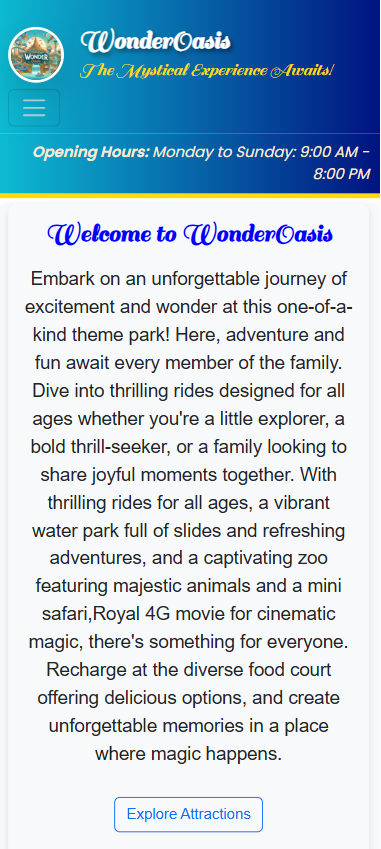 WONDER
WonderOasis
The Mystical Experience Awaits!
Opening Hours: Monday to Sunday: 9:00 AM -
8:00 PM
Welcome to WonderOasis
Embark on an unforgettable journey of
excitement and wonder at this one-of-a-
kind theme park! Here, adventure and
fun await every member of the family.
Dive into thrilling rides designed for all
ages whether you're a little explorer, a
bold thrill-seeker, or a family looking to
share joyful moments together. With
thrilling rides for all ages, a vibrant
water park full of slides and refreshing
adventures, and a captivating zoo
featuring majestic animals and a mini
safari,Royal 4G movie for cinematic
magic, there's something for everyone.
Recharge at the diverse food court
offering delicious options, and create
unforgettable memories in a place
where magic happens.
Explore Attractions